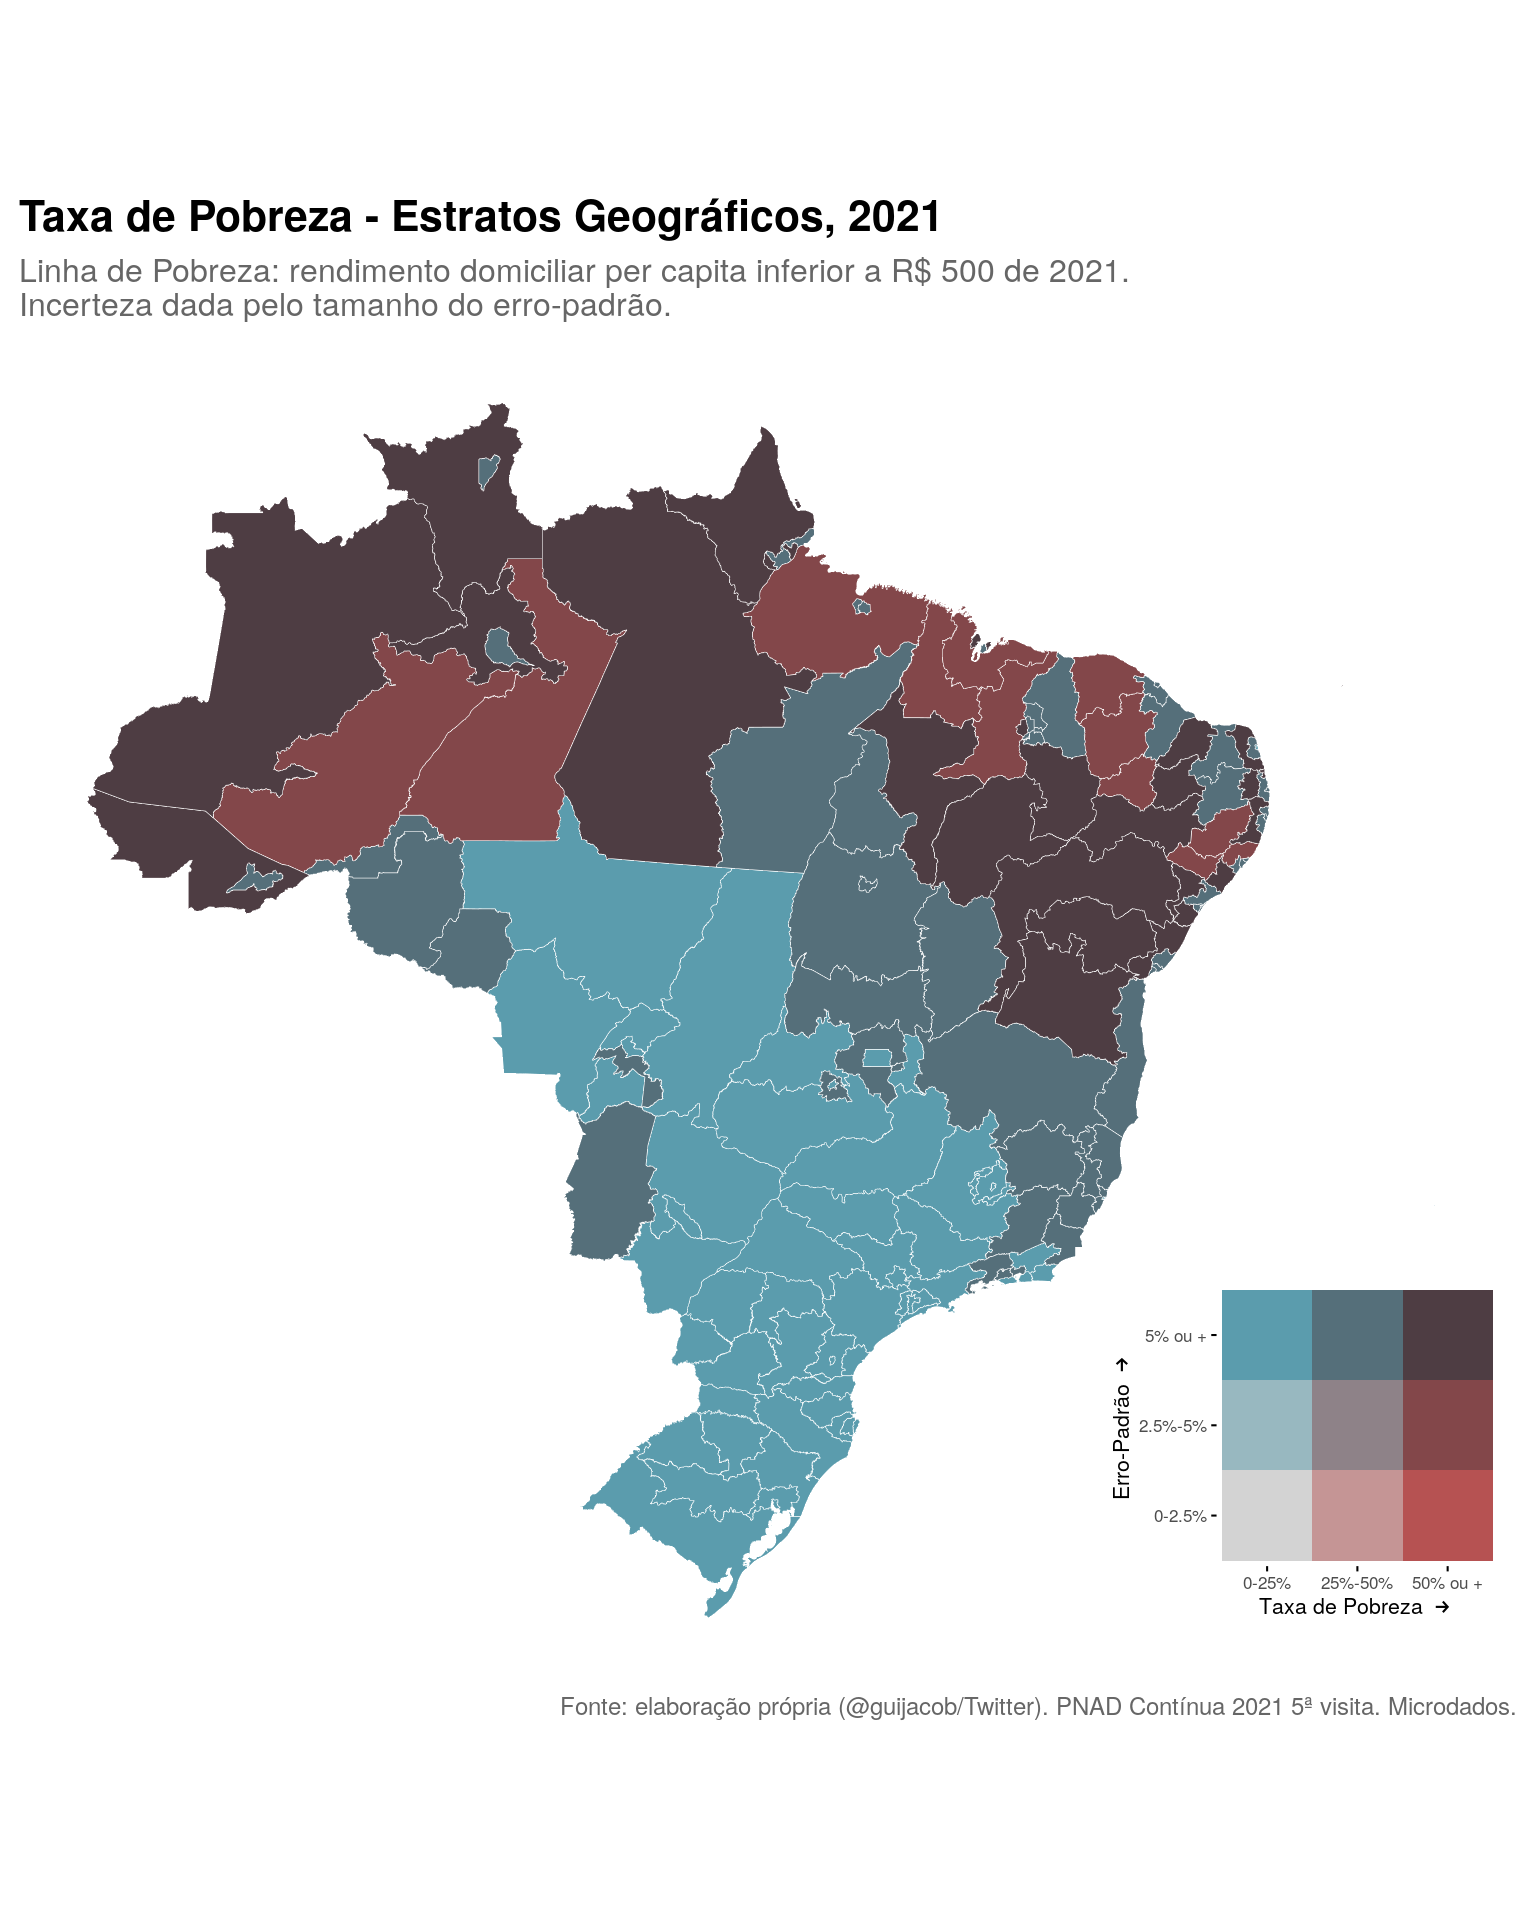 Taxa de Pobreza - Estratos Geográficos, 2021
Linha de Pobreza: rendimento domiciliar per capita inferior a R$ 500 de 2021.
Incerteza dada pelo tamanho do erro-padrão.
5% ou +
2.5%-5%
0-2.5%
Erro-Padrão →
0-25% 25%-50% 50% ou +
Taxa de Pobreza →
Fonte: elaboração própria (@guijacob/Twitter). PNAD Contínua 2021 5ª visita. Microdados.